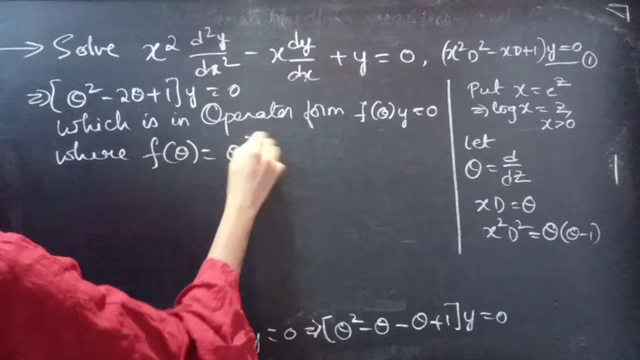 → Solve x² d²y/dx² - x dy/dx + y = 0, (x²D² - xD + 1) y = 0 ①
⇒ [θ² - 2θ + 1] y = 0
which is in Operator form f(θ) y = 0
where f(θ) = θ
y = 0 ⇒ [θ² - θ - θ + 1] y = 0
Put x = e^z
⇒ log x = z,
x > 0
Let
θ = d/dz
xD = θ
x²D² = θ(θ-1)